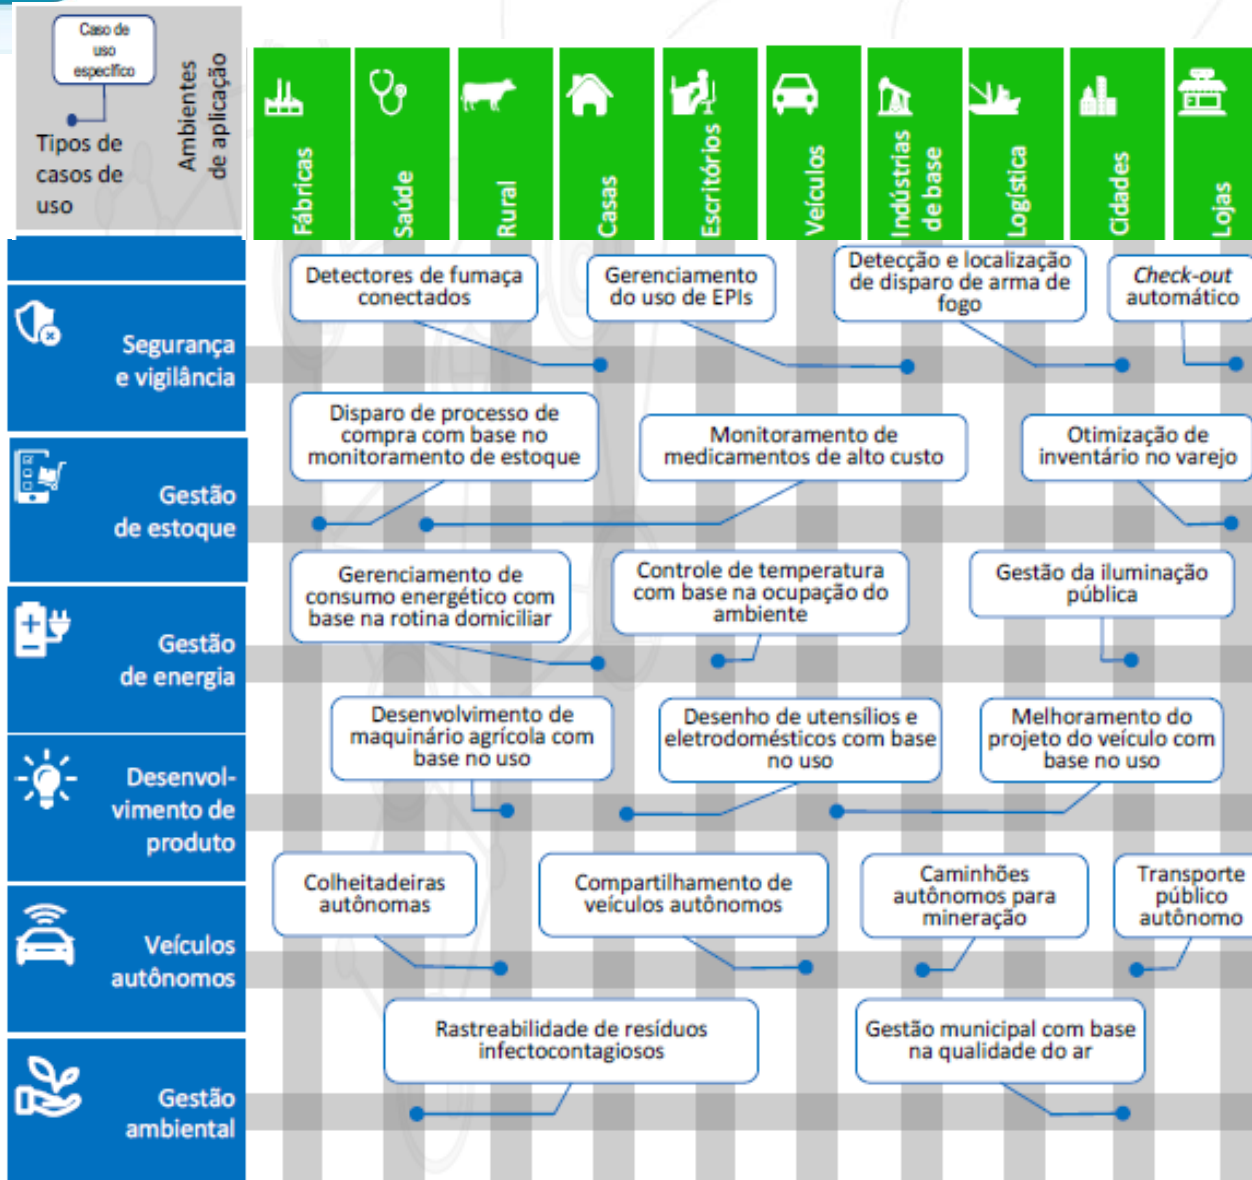 Caso de
uso
específico
Tipos de
casos de
uso
Ambientes
de aplicação
Fábricas
Saúde
Rural
Casas
Escritórios
Veículos
Indústrias
de base
Logística
Cidades
Lojas
Segurança
e vigilância
Detectores de fumaça
conectados
Gerenciamento
do uso de EPIs
Detecção e localização
de disparo de arma de
fogo
Check-out
automático
Gestão
de estoque
Disparo de processo de
compra com base no
monitoramento de estoque
Monitoramento de
medicamentos de alto custo
Otimização de
inventário no varejo
Gestão
de energia
Gerenciamento de
consumo energético com
base na rotina domiciliar
Controle de temperatura
com base na ocupação do
ambiente
Gestão da iluminação
pública
Desenvol-
vimento de
produto
Desenvolvimento de
maquinário agrícola com
base no uso
Desenho de utensílios e
eletrodomésticos com base
no uso
Melhoramento do
projeto do veículo com
base no uso
Veículos
autônomos
Colheitadeiras
autônomas
Compartilhamento de
veículos autônomos
Caminhões
autônomos para
mineração
Transporte
público
autônomo
Gestão
ambiental
Rastreabilidade de resíduos
infectocontagiosos
Gestão municipal com base
na qualidade do ar